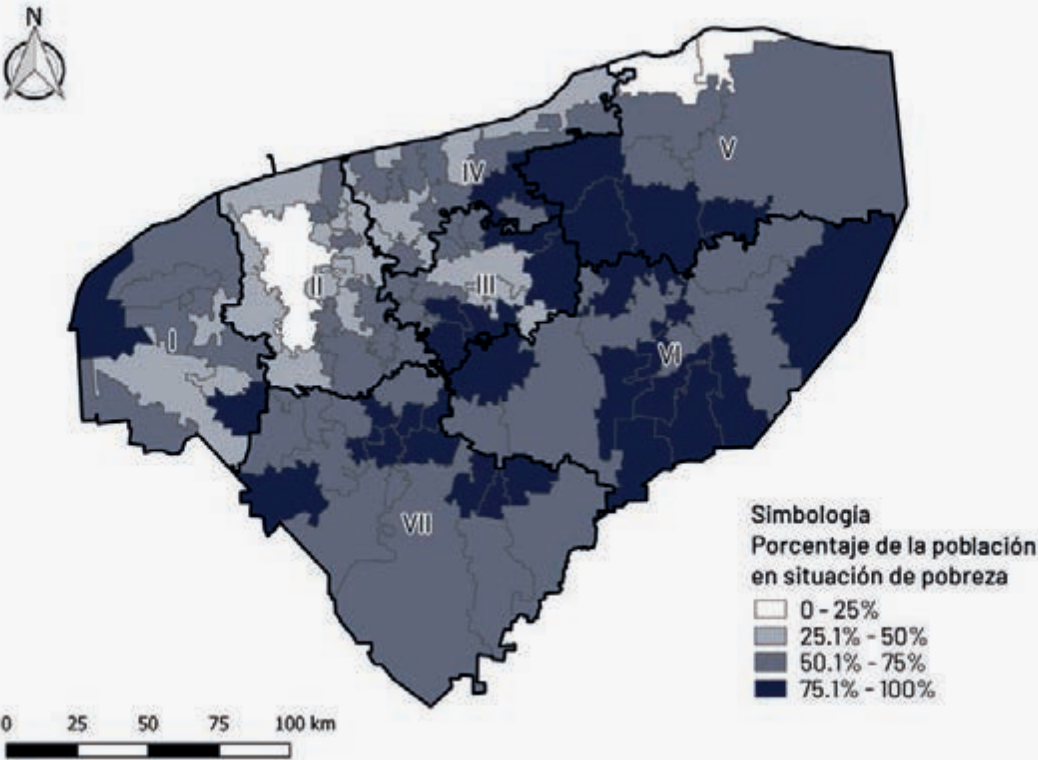 N
IV
V
III
II
I
VI
VII
Simbología
Porcentaje de la población
en situación de pobreza
0 - 25%
25.1% - 50%
50.1% - 75%
75.1% - 100%
0 25 50 75 100 km